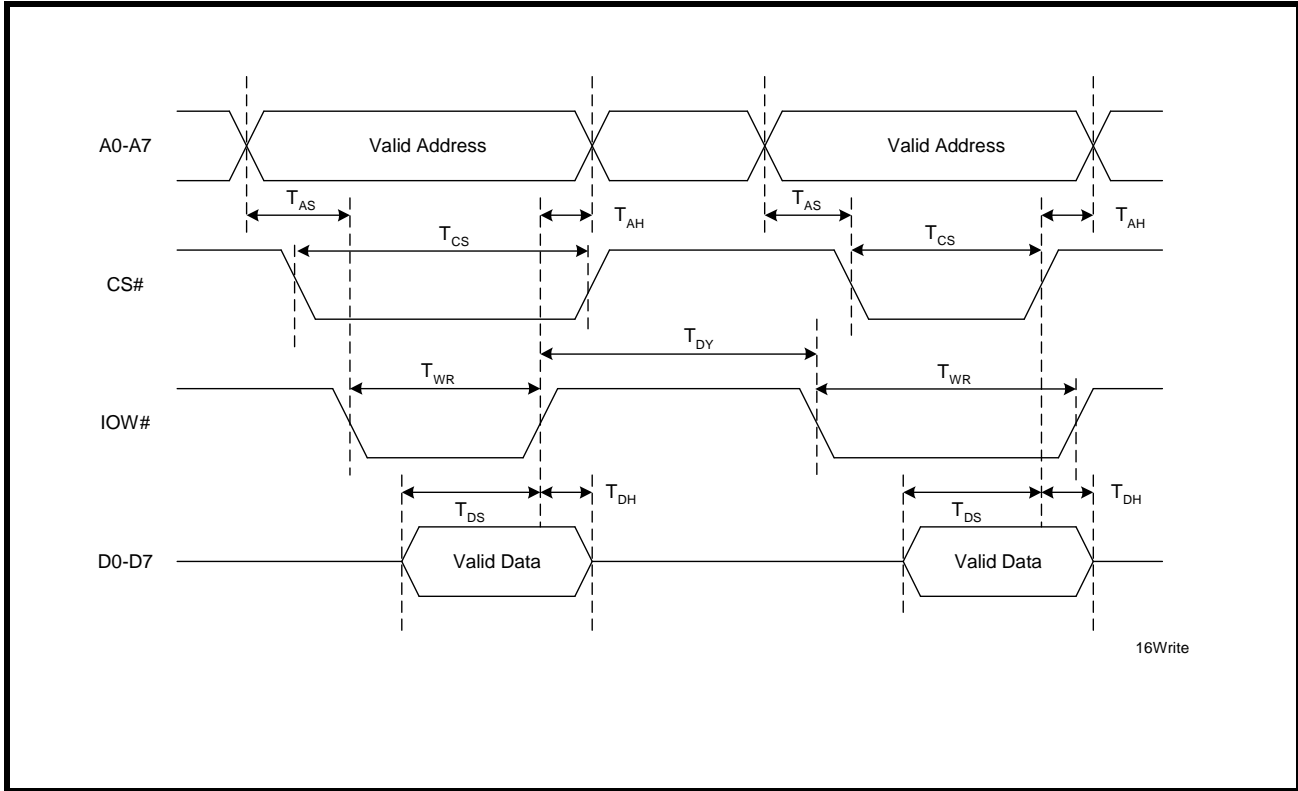 A0-A7
Valid Address
Valid Address
TAS
TAH
TAS
TAH
TCS
TCS
CS#
TDY
TWR
TWR
IOW#
TDS
TDH
TDS
TDH
D0-D7
Valid Data
Valid Data
16Write